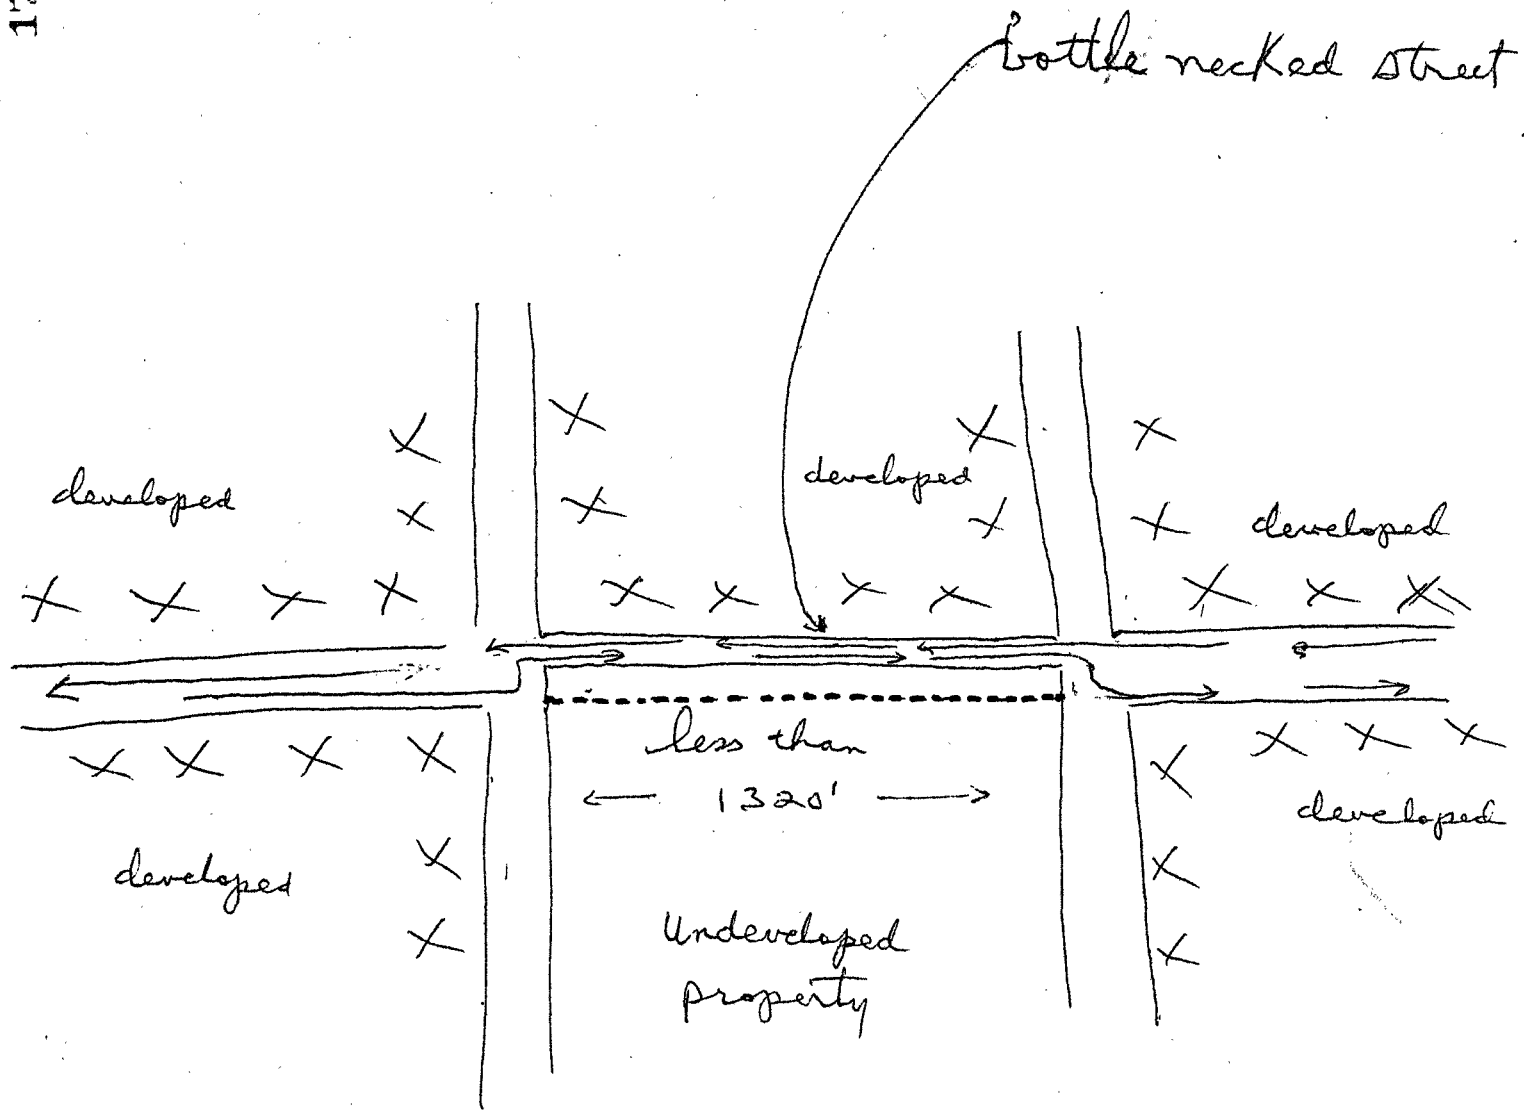 bottle necked street
developed
developed
developed
less than
1320'
developed
developed
Undeveloped
property